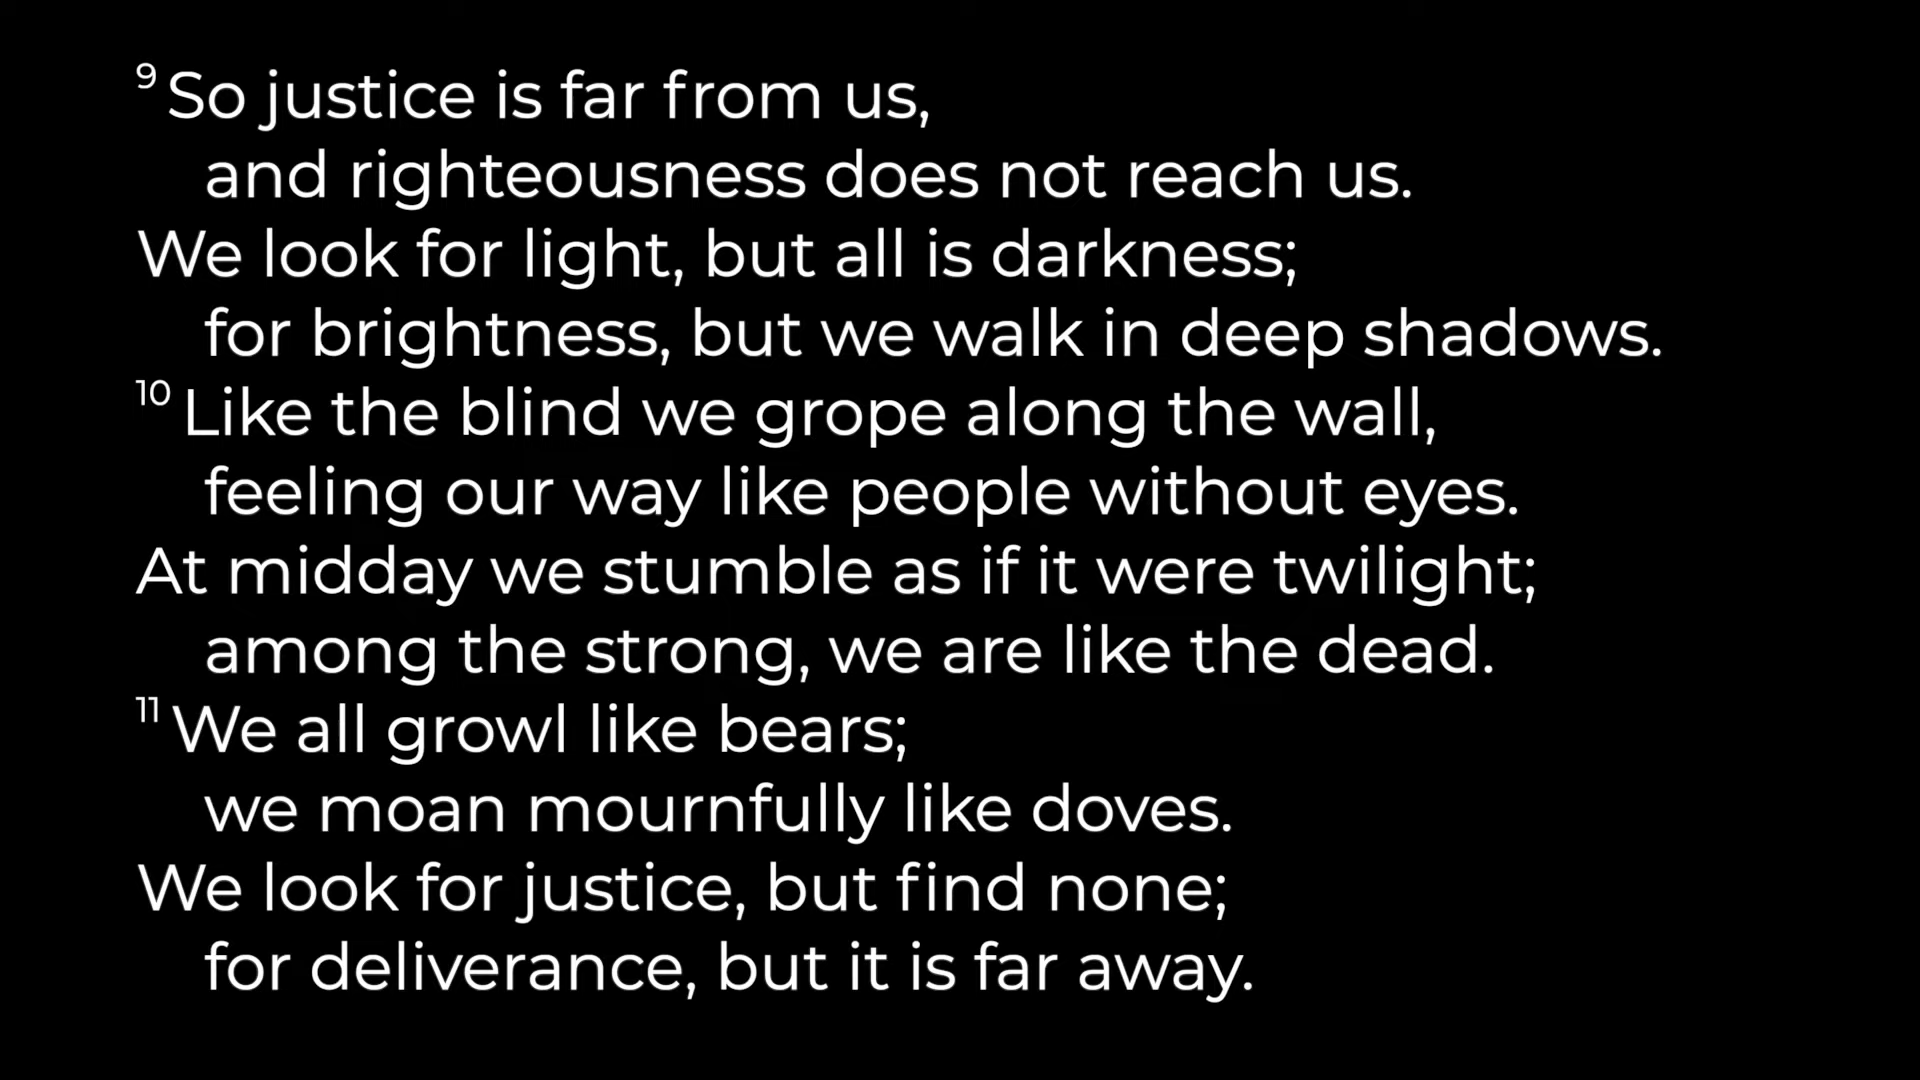 9 So justice is far from us,
and righteousness does not reach us.
We look for light, but all is darkness;
for brightness, but we walk in deep shadows.
10 Like the blind we grope along the wall,
feeling our way like people without eyes.
At midday we stumble as if it were twilight;
among the strong, we are like the dead.
11 We all growl like bears;
we moan mournfully like doves.
We look for justice, but find none;
for deliverance, but it is far away.